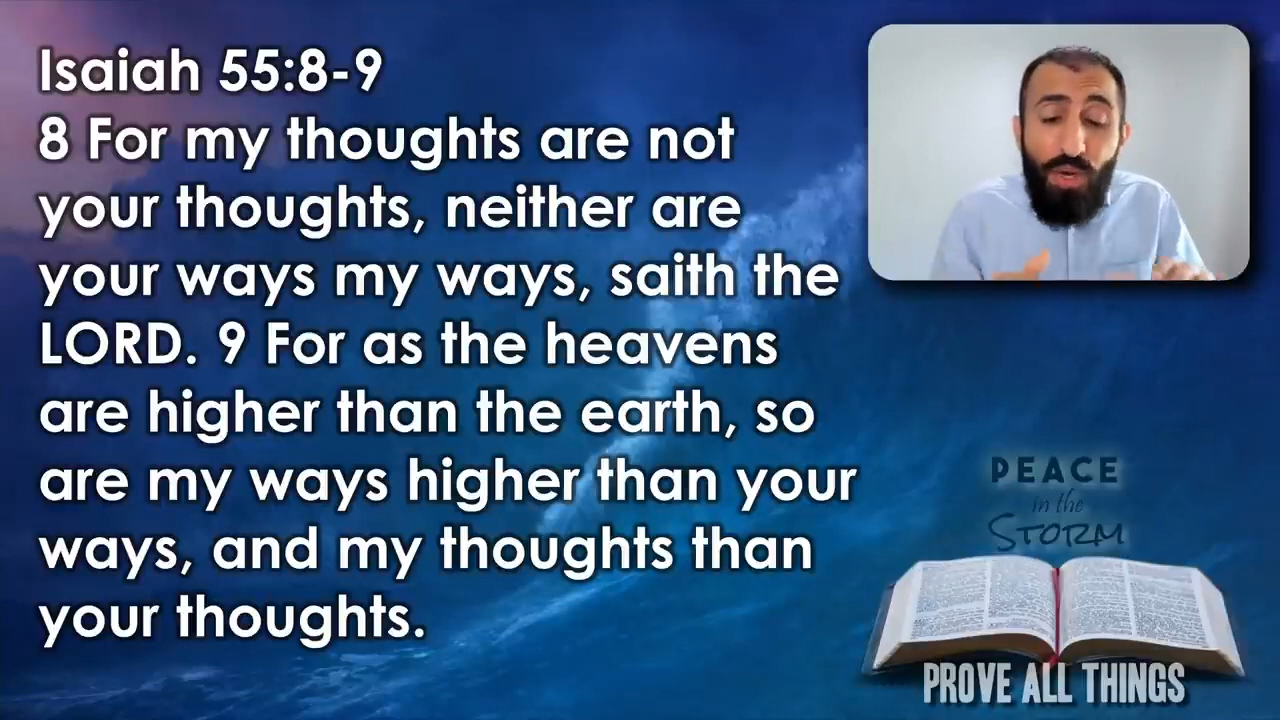 Isaiah 55:8-9
8 For my thoughts are not
your thoughts, neither are
your ways my ways, saith the
LORD. 9 For as the heavens
are higher than the earth, so
are my ways higher than your
ways, and my thoughts than
your thoughts.
PEACE
in the
STORM
PROVE ALL THINGS